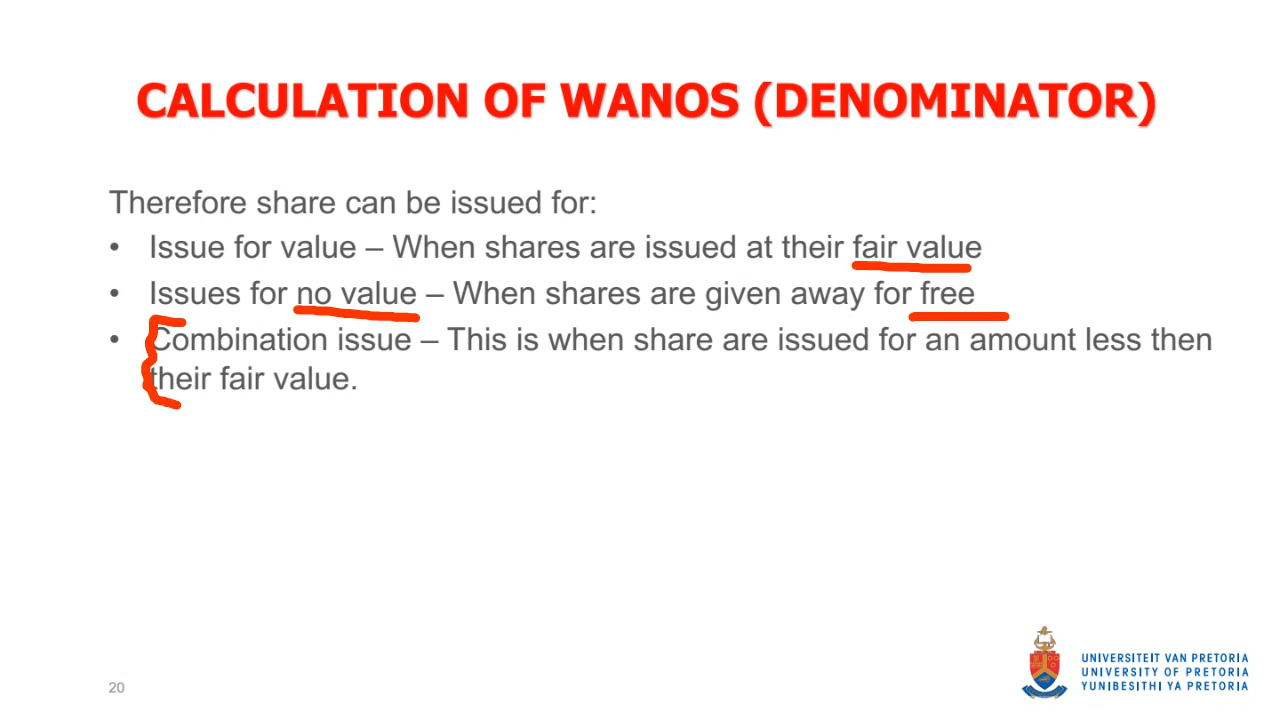 CALCULATION OF WANOS (DENOMINATOR)
Therefore share can be issued for:
• Issue for value – When shares are issued at their fair value
• Issues for no value – When shares are given away for free
• Combination issue – This is when share are issued for an amount less then
their fair value.
20
UNIVERSITEIT VAN PRETORIA
UNIVERSITY OF PRETORIA
YUNIBESITHI YA PRETORIA